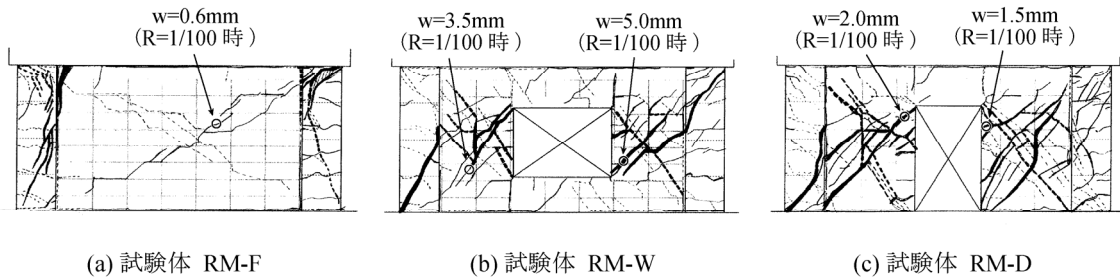 w=0.6mm
(R=1/100 時)
w=3.5mm
(R=1/100 時)
w=5.0mm
(R=1/100 時)
w=2.0mm
(R=1/100 時)
w=1.5mm
(R=1/100 時)
(a) 試験体 RM-F
(b) 試験体 RM-W
(c) 試験体 RM-D